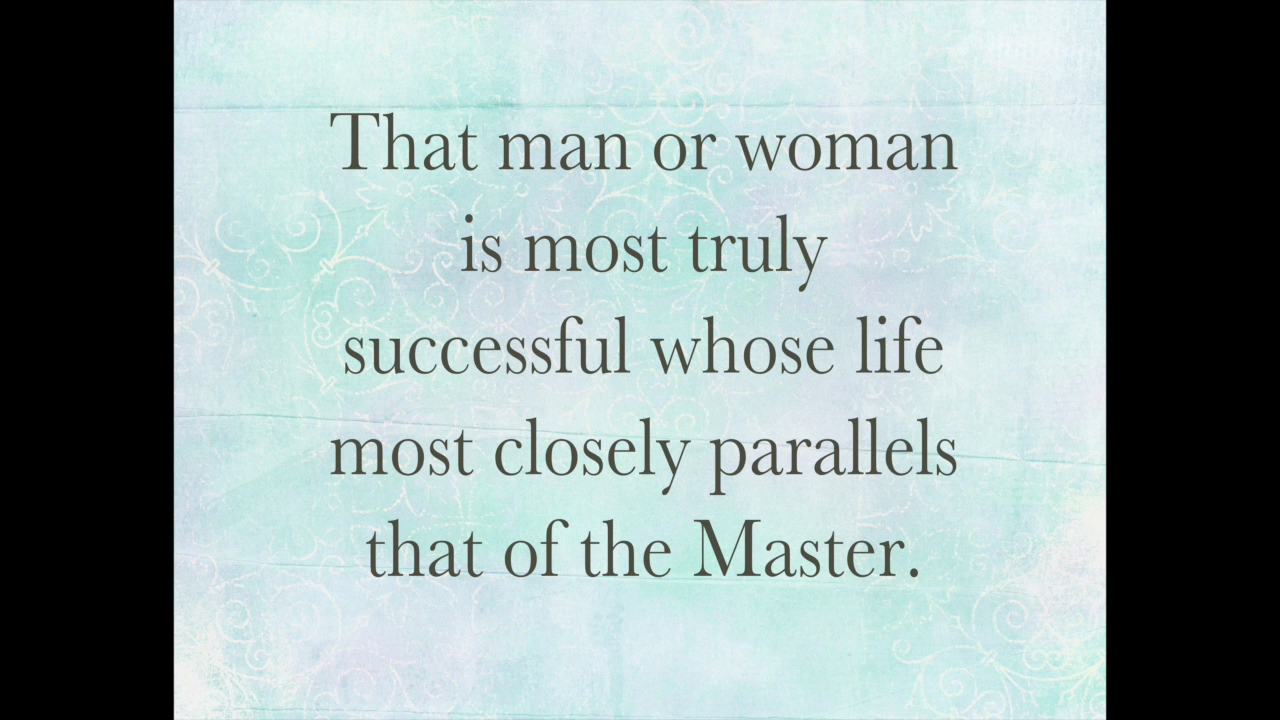 That man or woman
is most truly
successful whose life
most closely parallels
that of the Master.